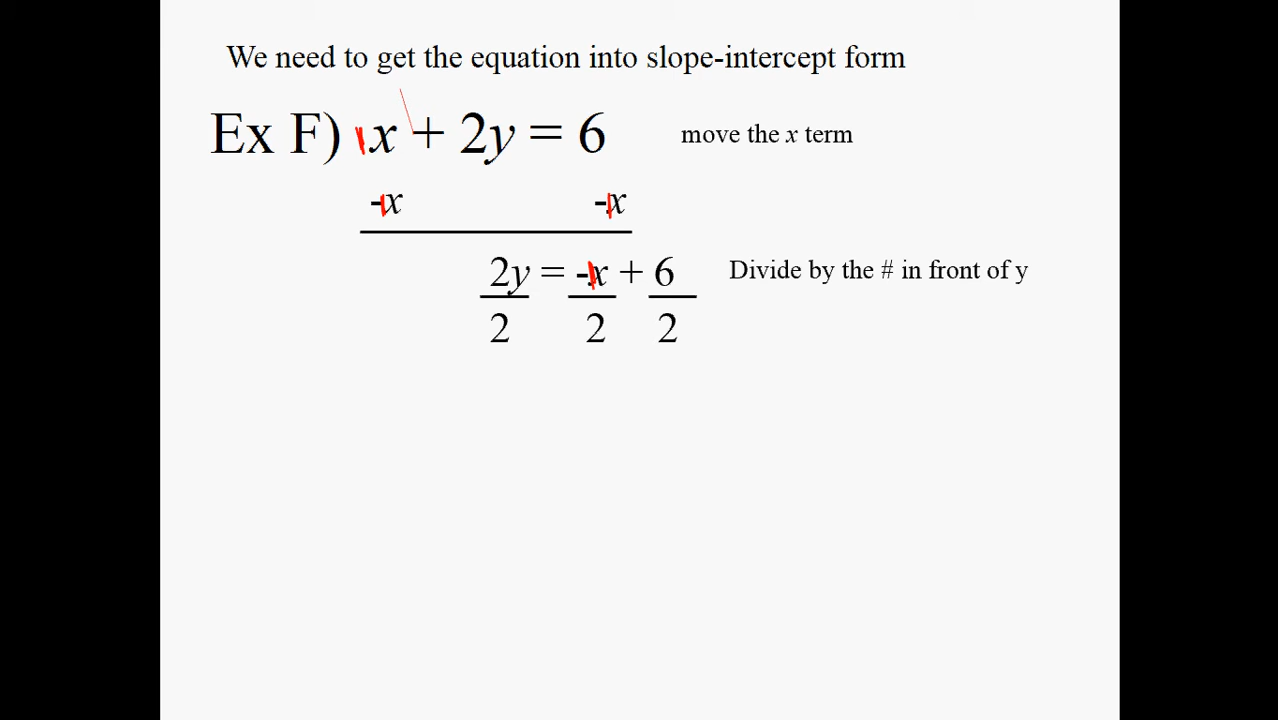 We need to get the equation into slope-intercept form
Ex F) 1x + 2y = 6 move the x term
-1x -1x
2y = -1x + 6 Divide by the # in front of y
2 2 2